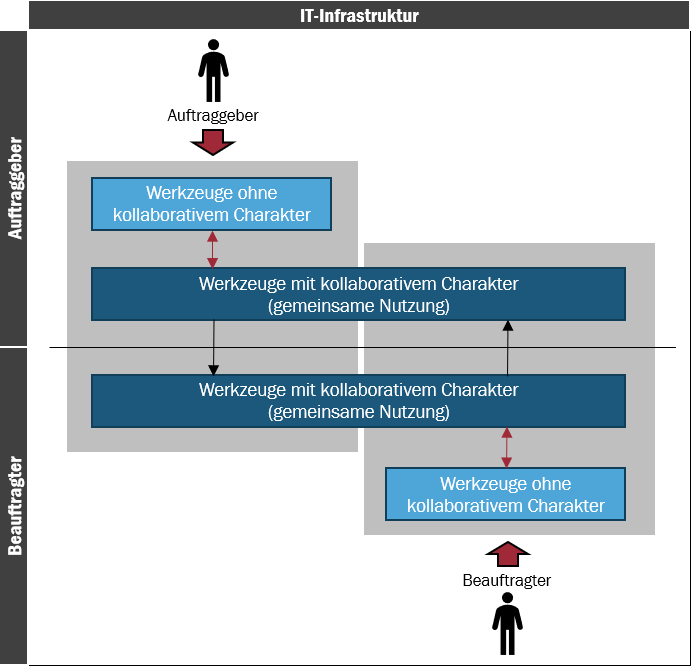 IT-Infrastruktur
Auftraggeber
Auftraggeber
Werkzeuge ohne
kollaborativem Charakter
Werkzeuge mit kollaborativem Charakter
(gemeinsame Nutzung)
Beauftragter
Werkzeuge mit kollaborativem Charakter
(gemeinsame Nutzung)
Werkzeuge ohne
kollaborativem Charakter
Beauftragter